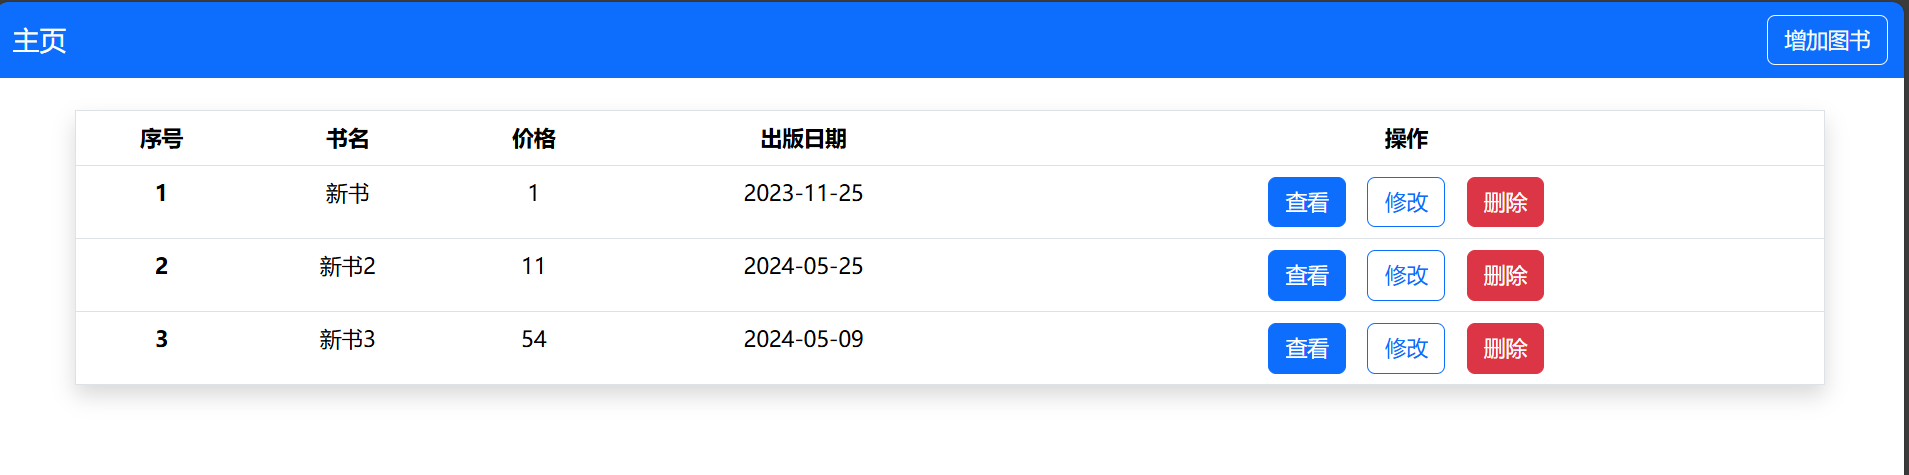 主页 增加图书
序号 书名 价格 出版日期 操作
1 新书 1 2023-11-25 查看 修改 删除
2 新书2 11 2024-05-25 查看 修改 删除
3 新书3 54 2024-05-09 查看 修改 删除